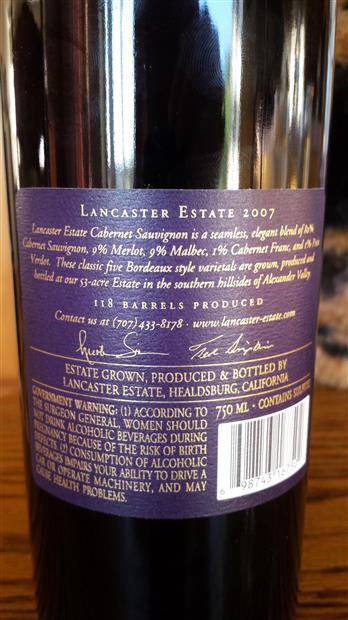 LANCASTER ESTATE 2007
Lancaster Estate Cabernet Sauvignon is a seamless, elegant blend of 80%
Cabernet Sauvignon, 9% Merlot, 9% Malbec, 1% Cabernet Franc, and 1% Petit
Verdot. These classic five Bordeaux style varietals are grown, produced and
bottled at our 53-acre Estate in the southern hillsides of Alexander Valley
118 BARRELS PRODUCED
Contact us at (707)433-8178 · www.lancaster-estate.com
ESTATE GROWN, PRODUCED & BOTTLED BY
LANCASTER ESTATE, HEALDSBURG, CALIFORNIA
GOVERNMENT WARNING: (1) ACCORDING TO
THE SURGEON GENERAL, WOMEN SHOULD
NOT DRINK ALCOHOLIC BEVERAGES DURING
PREGNANCY BECAUSE OF THE RISK OF BIRTH
DEFECTS. (2) CONSUMPTION OF ALCOHOLIC
BEVERAGES IMPAIRS YOUR ABILITY TO DRIVE A
CAR OR OPERATE MACHINERY, AND MAY
CAUSE HEALTH PROBLEMS.
750 ML · CONTAINS SULFITES
6